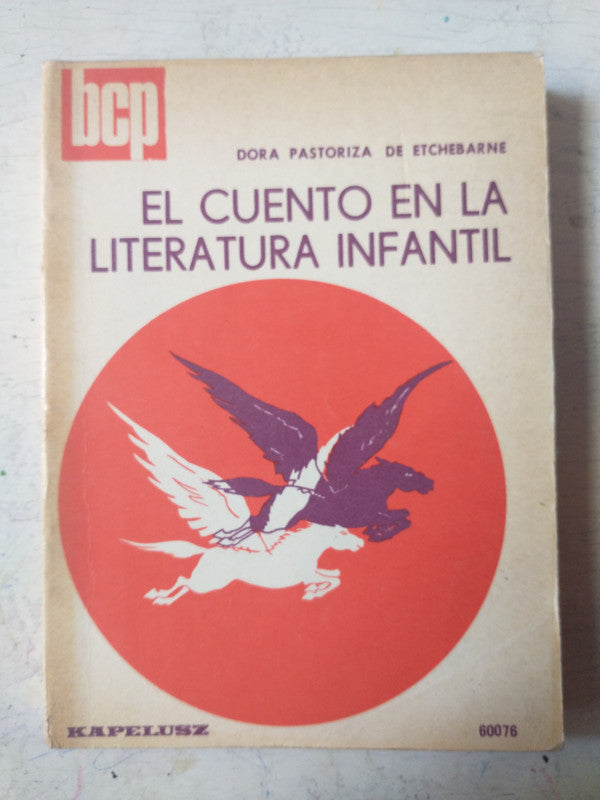 bcp
DORA PASTORIZA DE ETCHEBARNE
EL CUENTO EN LA
LITERATURA INFANTIL
KAPELUSZ
60076